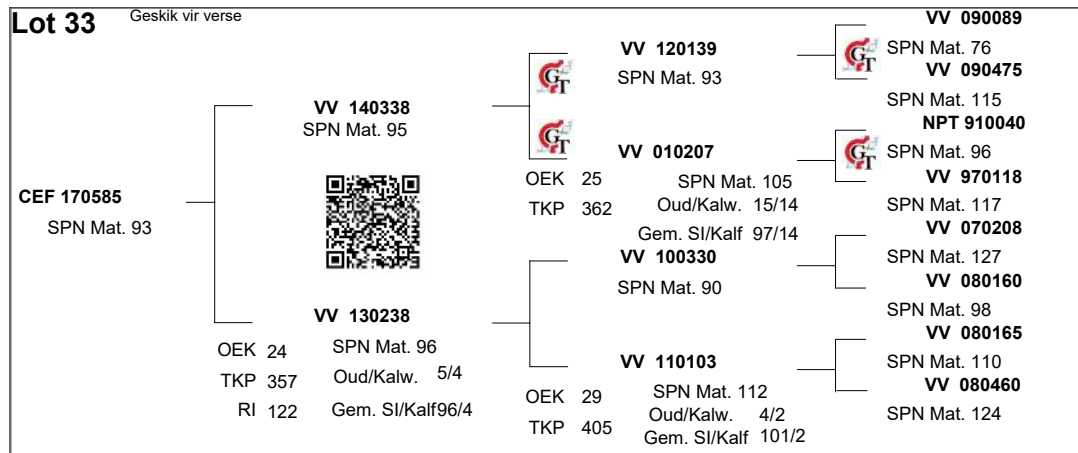 Lot 33
Geskik vir verse
CEF 170585
SPN Mat. 93
VV 140338
SPN Mat. 95
VV 130238
OEK 24 SPN Mat. 96
TKP 357 Oud/Kalw. 5/4
RI 122 Gem. SI/Kalf96/4
GT
VV 120139
SPN Mat. 93
GT
VV 010207
OEK 25 SPN Mat. 105
TKP 362 Oud/Kalw. 15/14
Gem. SI/Kalf 97/14
VV 100330
SPN Mat. 90
VV 110103
OEK 29 SPN Mat. 112
Oud/Kalw. 4/2
TKP 405
Gem. SI/Kalf 101/2
VV 090089
GT SPN Mat. 76
VV 090475
SPN Mat. 115
NPT 910040
GT SPN Mat. 96
VV 970118
SPN Mat. 117
VV 070208
SPN Mat. 127
VV 080160
SPN Mat. 98
VV 080165
SPN Mat. 110
VV 080460
SPN Mat. 124